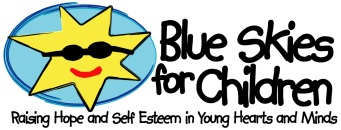 Blue Skies
for Children
Raising Hope and Self Esteem in Young Hearts and Minds